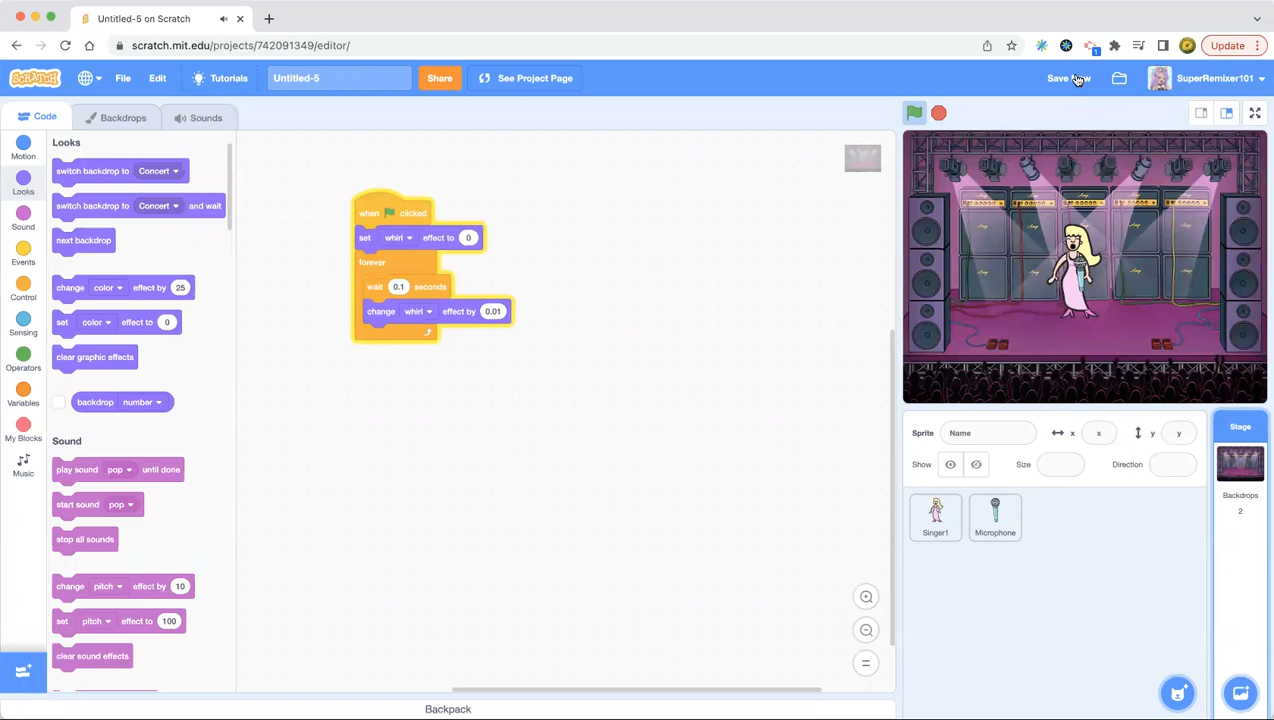 Untitled-5 on Scratch
scratch.mit.edu/projects/742091349/editor/
1
Update
SCRATCH
File
Edit
Tutorials
Untitled-5
Share
See Project Page
Save Now
SuperRemixer101
Code
Backdrops
Sounds
Motion
Looks
Sound
Events
Control
Sensing
Operators
Variables
My Blocks
Music
Looks
switch backdrop to Concert
switch backdrop to Concert and wait
next backdrop
change color effect by 25
set color effect to 0
clear graphic effects
backdrop number
Sound
play sound pop until done
start sound pop
stop all sounds
change pitch effect by 10
set pitch effect to 100
clear sound effects
when clicked
set whirl effect to 0
forever
wait 0.1 seconds
change whirl effect by 0.01
Sprite
Name
x
x
y
y
Show
Size
Direction
Singer1
Microphone
Stage
Backdrops
2
Backpack